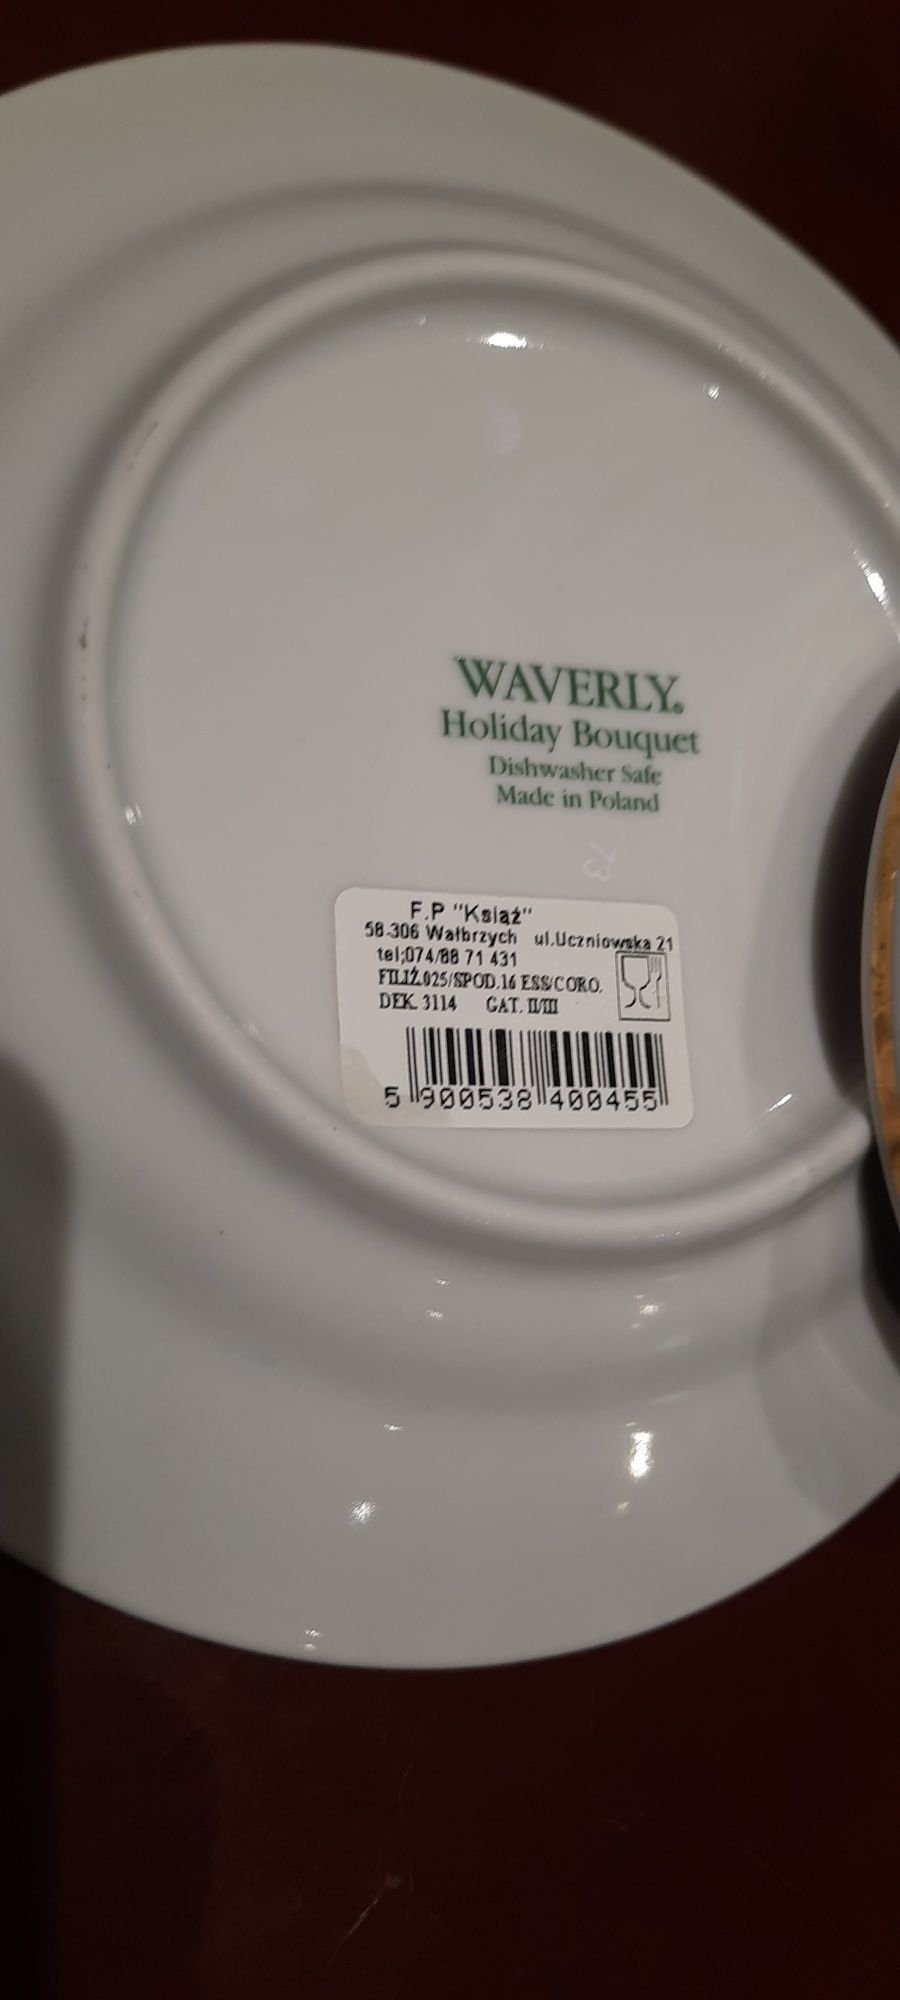 WAVERLY®
Holiday Bouquet
Dishwasher Safe
Made in Poland
73
F.P "Książ"
58-306 Wałbrzych ul.Uczniowska 21
tel;074/88 71 431
FILIŻ.025/SPOD.16 ESS/CORO.
DEK. 3114 GAT. II/III
5 900538 400455